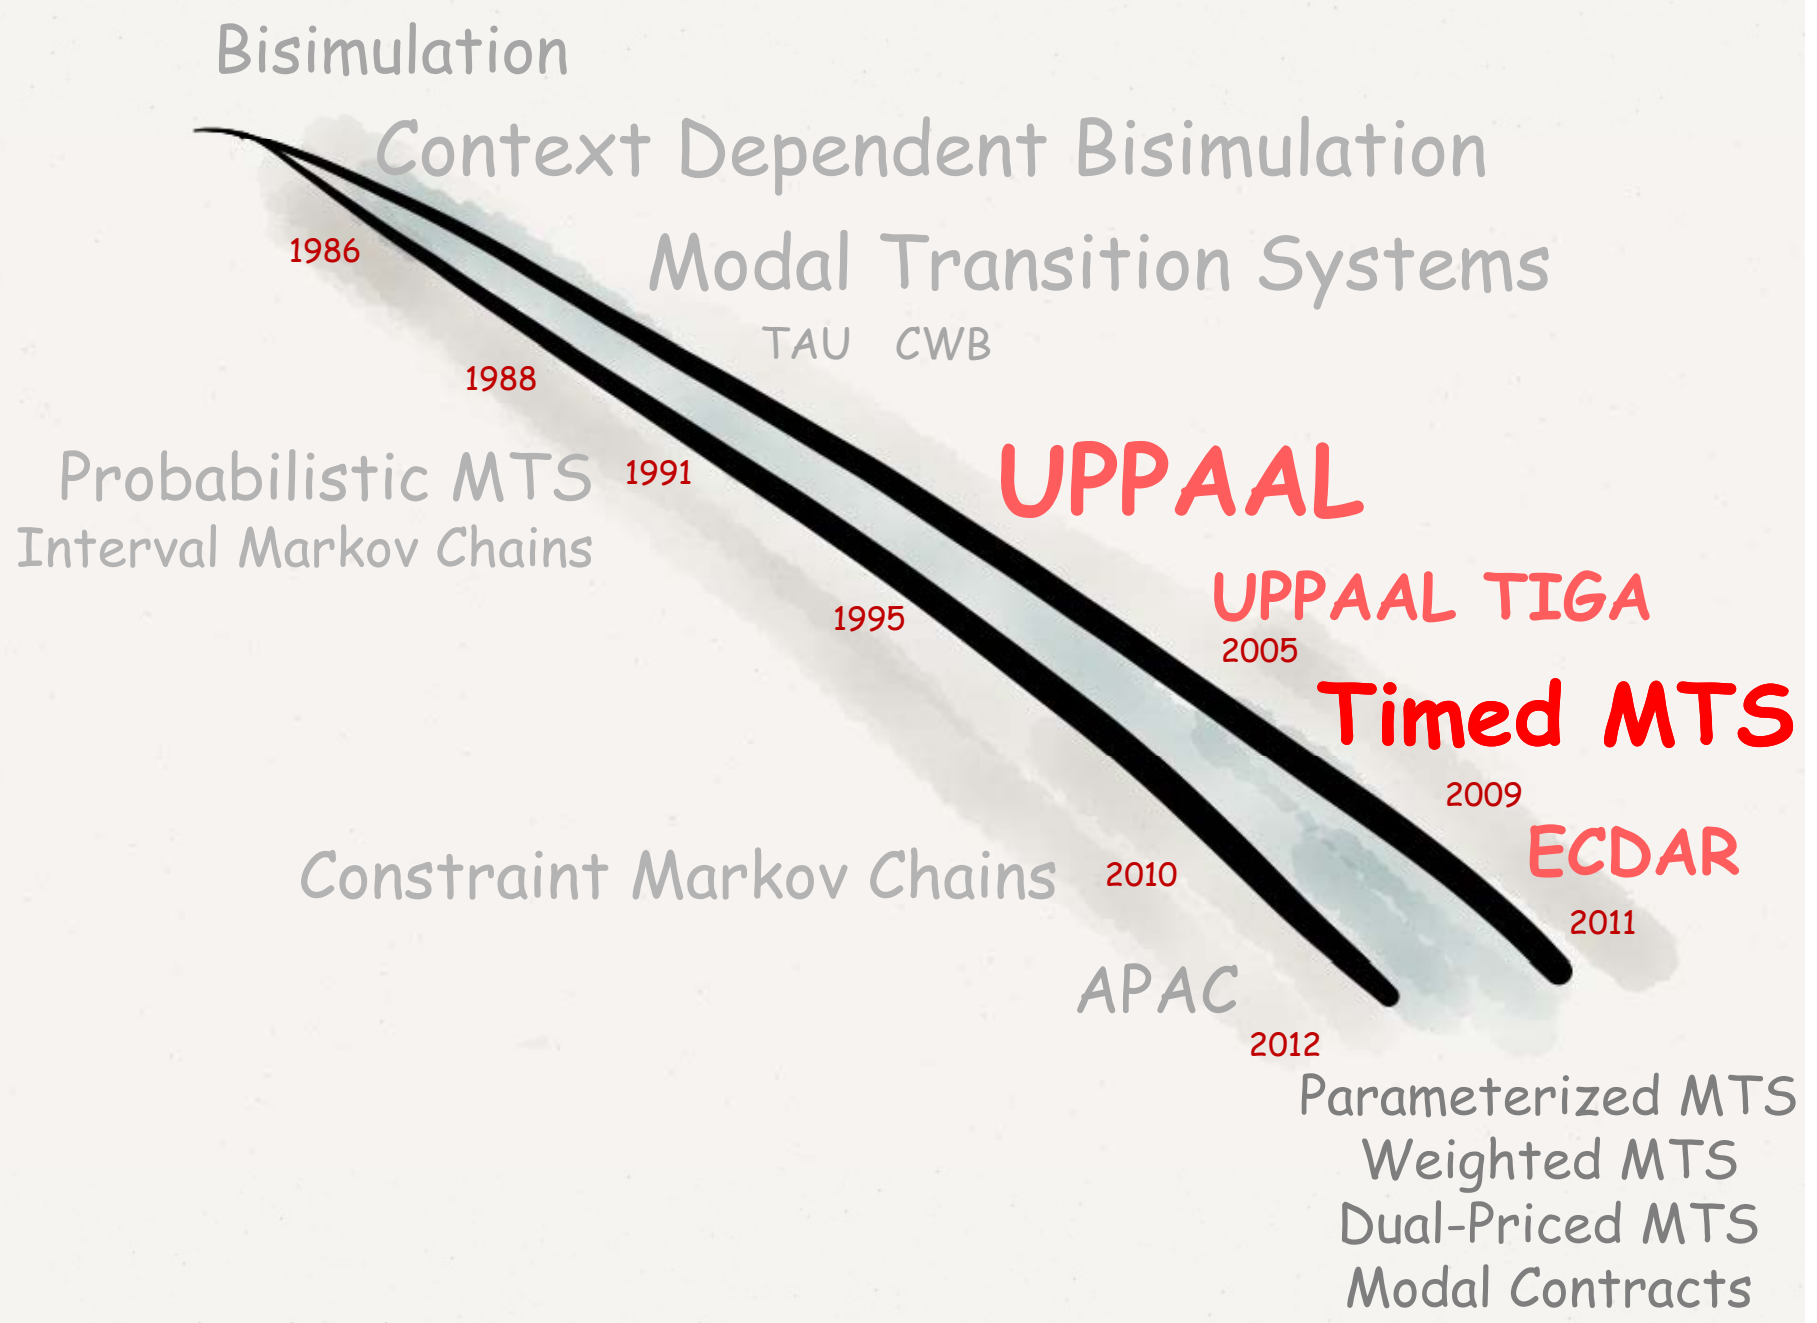 Bisimulation
Context Dependent Bisimulation
1986
Modal Transition Systems
TAU CWB
1988
Probabilistic MTS
1991
Interval Markov Chains
UPPAAL
1995
UPPAAL TIGA
2005
Timed MTS
2009
ECDAR
Constraint Markov Chains
2010
2011
APAC
2012
Parameterized MTS
Weighted MTS
Dual-Priced MTS
Modal Contracts